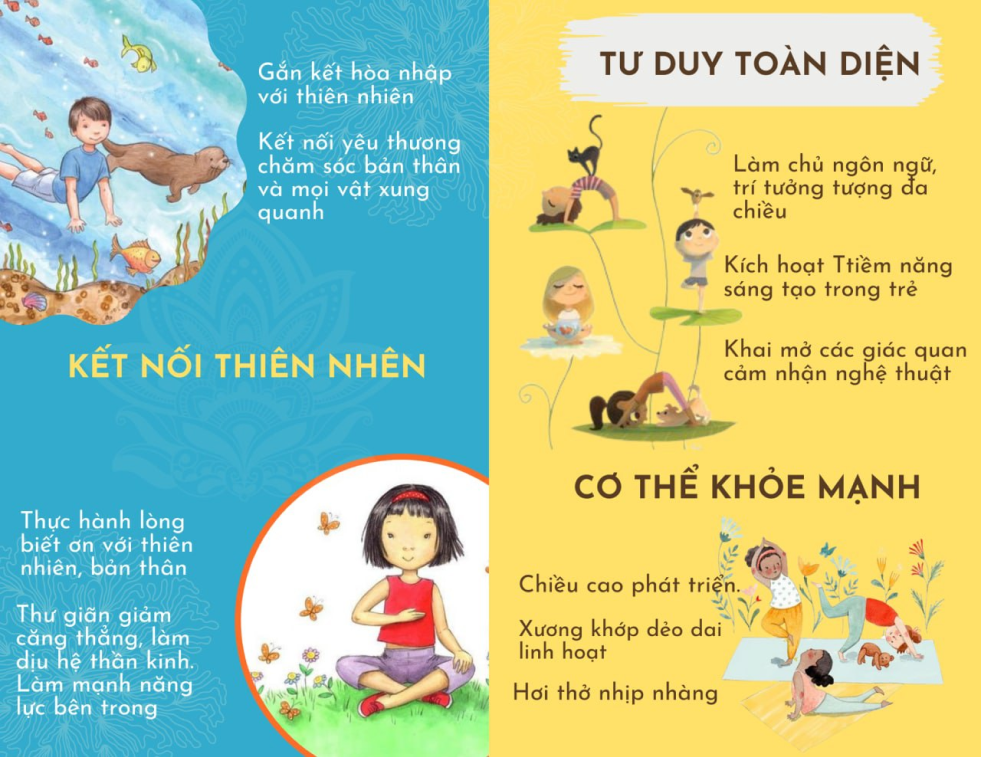 Gắn kết hòa nhập
với thiên nhiên
Kết nối yêu thương
chăm sóc bản thân
và mọi vật xung
quanh
KẾT NỐI THIÊN NHÊN
Thực hành lòng
biết ơn với thiên
nhiên, bản thân
Thư giãn giảm
căng thẳng, làm
dịu hệ thần kinh.
Làm mạnh năng
lực bên trong
TƯ DUY TOÀN DIỆN
Làm chủ ngôn ngữ,
trí tưởng tượng đa
chiều
Kích hoạt Ttiềm năng
sáng tạo trong trẻ
Khai mở các giác quan
cảm nhận nghệ thuật
CƠ THỂ KHỎE MẠNH
Chiều cao phát triển.
Xương khớp dẻo dai
linh hoạt
Hơi thở nhịp nhàng